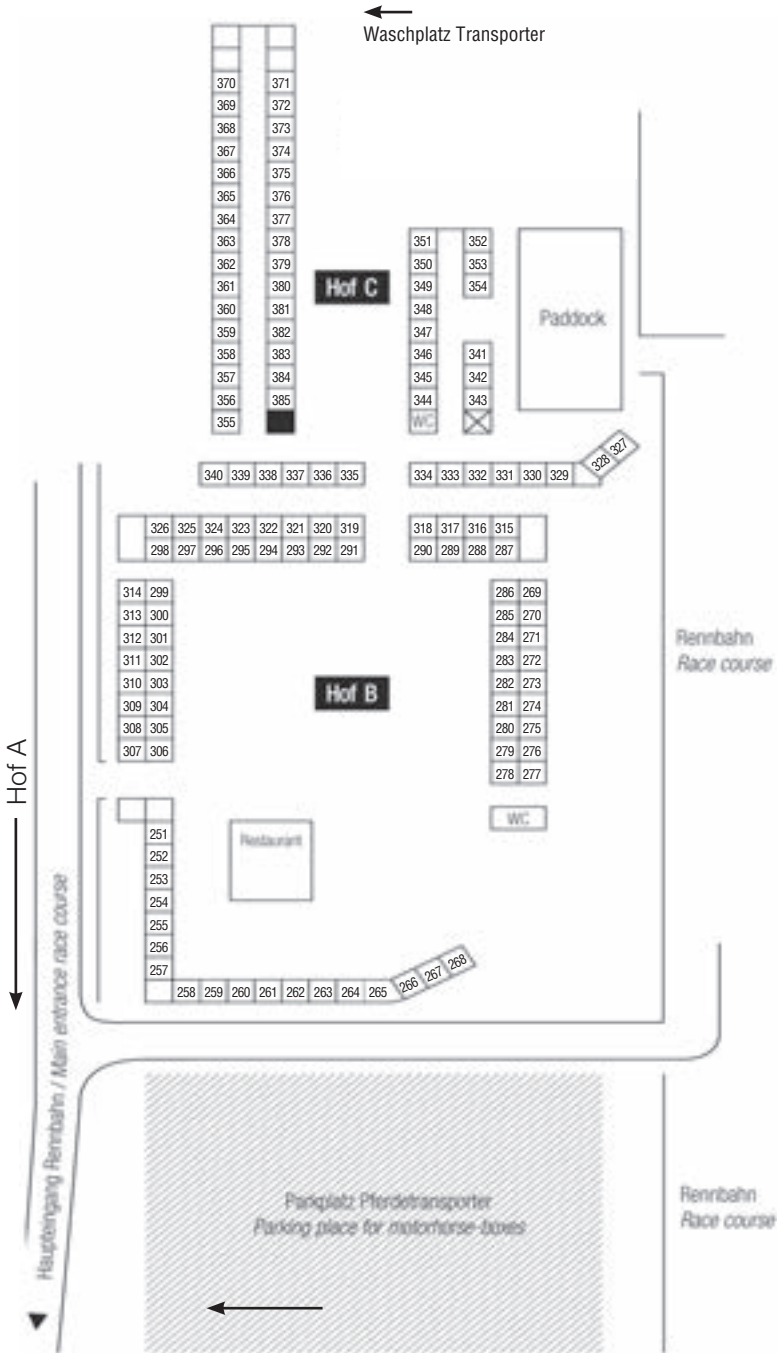 Waschplatz Transporter
370 371
369 372
368 373
367 374
366 375
365 376
364 377
363 378 351 352
362 379 350 353
361 380 349 354
Hof C
360 381 348
359 382 347
358 383 346 341
357 384 345 342
356 385 344 343
355 WC
Paddock
340 339 338 337 336 335 334 333 332 331 330 329 328 327
326 325 324 323 322 321 320 319 318 317 316 315
298 297 296 295 294 293 292 291 290 289 288 287
314 299 286 269
313 300 285 270
312 301 284 271
311 302 283 272
310 303 282 273
309 304 281 274
308 305 280 275
307 306 279 276
278 277
Hof B
Rennbahn
Race course
Hof A
WC
Restaurant
251
252
253
254
255
256
257
258 259 260 261 262 263 264 265 266 267 268
Haupteingang Rennbahn / Main entrance race course
Parkplatz Pferdetransporter
Parking place for motorhorse-boxes
Rennbahn
Race course